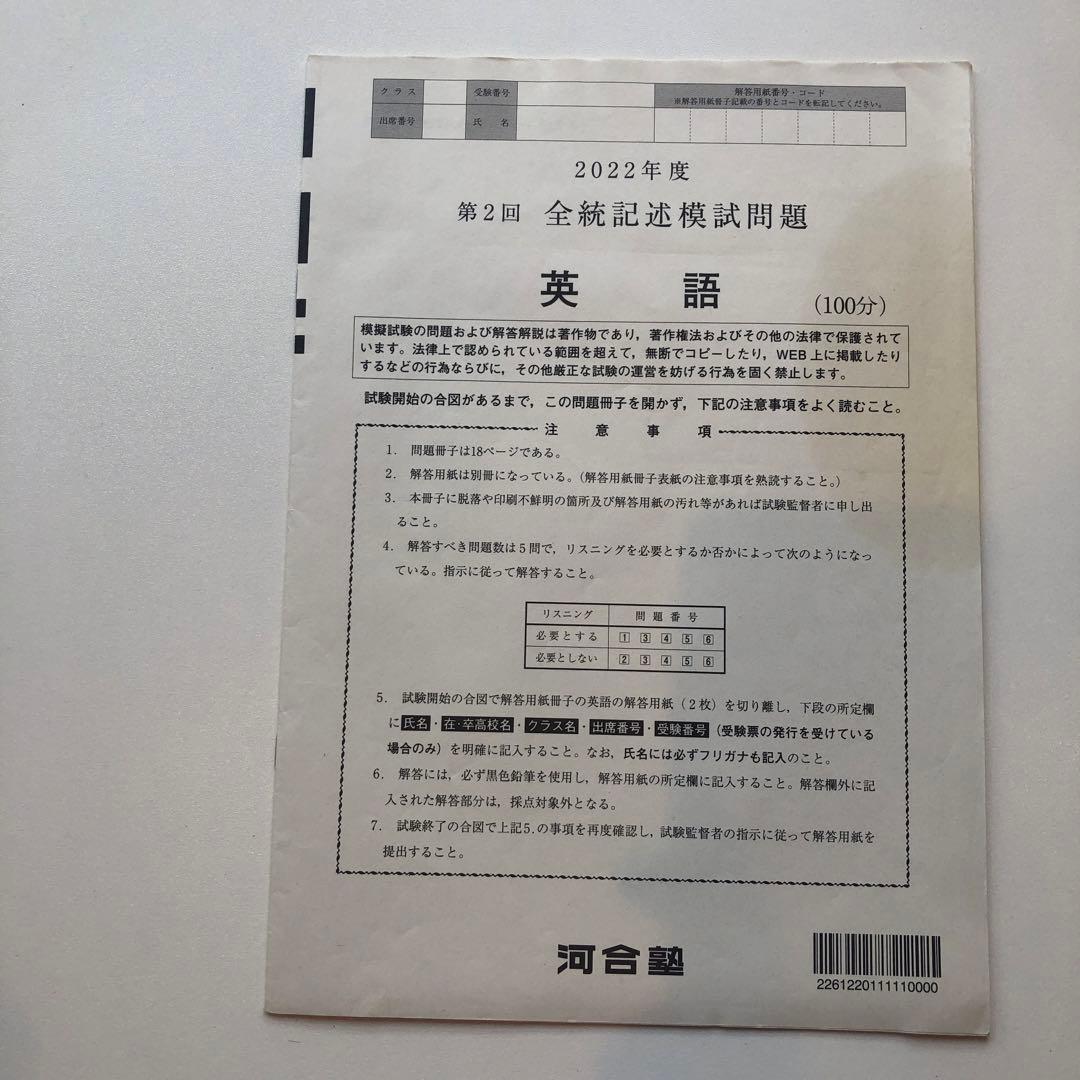 クラス 受験番号 解答用紙番号・コード
※解答用紙冊子記載の番号とコードを転記してください。
出席番号 氏名
2022年度
第2回 全統記述模試問題
英語 (100分)
模擬試験の問題および解答解説は著作物であり，著作権法およびその他の法律で保護されて
います。法律上で認められている範囲を超えて，無断でコピーしたり，WEB上に掲載したり
するなどの行為ならびに，その他厳正な試験の運営を妨げる行為を固く禁止します。
試験開始の合図があるまで，この問題冊子を開かず，下記の注意事項をよく読むこと。
注意事項
1. 問題冊子は18ページである。
2. 解答用紙は別冊になっている。（解答用紙冊子表紙の注意事項を熟読すること。）
3. 本冊子に脱落や印刷不鮮明の箇所及び解答用紙の汚れ等があれば試験監督者に申し出
ること。
4. 解答すべき問題数は5問で，リスニングを必要とするか否かによって次のようになっ
ている。指示に従って解答すること。
リスニング 問題番号
必要とする 1 3 4 5 6
必要としない 2 3 4 5 6
5. 試験開始の合図で解答用紙冊子の英語の解答用紙（2枚）を切り離し，下段の所定欄
に氏名・在・卒高校名・クラス名・出席番号・受験番号（受験票の発行を受けている
場合のみ）を明確に記入すること。なお，氏名には必ずフリガナも記入のこと。
6. 解答には，必ず黒色鉛筆を使用し，解答用紙の所定欄に記入すること。解答欄外に記
入された解答部分は，採点対象外となる。
7. 試験終了の合図で上記5.の事項を再度確認し，試験監督者の指示に従って解答用紙を
提出すること。
河合塾
2261220111110000